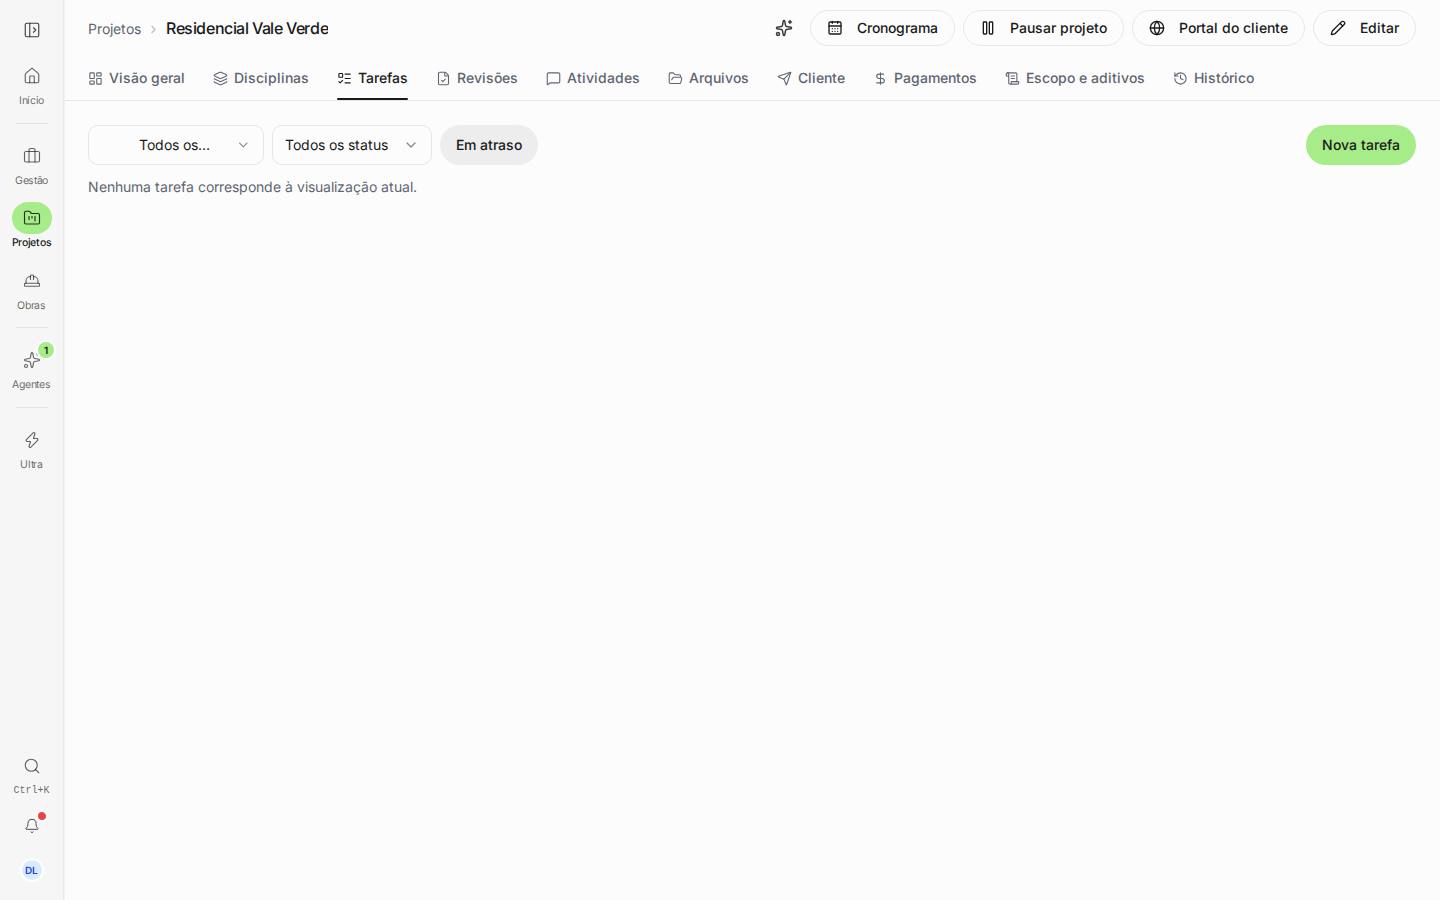 Projetos
Residencial Vale Verde
Cronograma
Pausar projeto
Portal do cliente
Editar
Visão geral
Disciplinas
Tarefas
Revisões
Atividades
Arquivos
Cliente
Pagamentos
Escopo e aditivos
Histórico
Todos os...
Todos os status
Em atraso
Nova tarefa
Nenhuma tarefa corresponde à visualização atual.
Início
Gestão
Projetos
Obras
1
Agentes
Ultra
Ctrl+K
DL